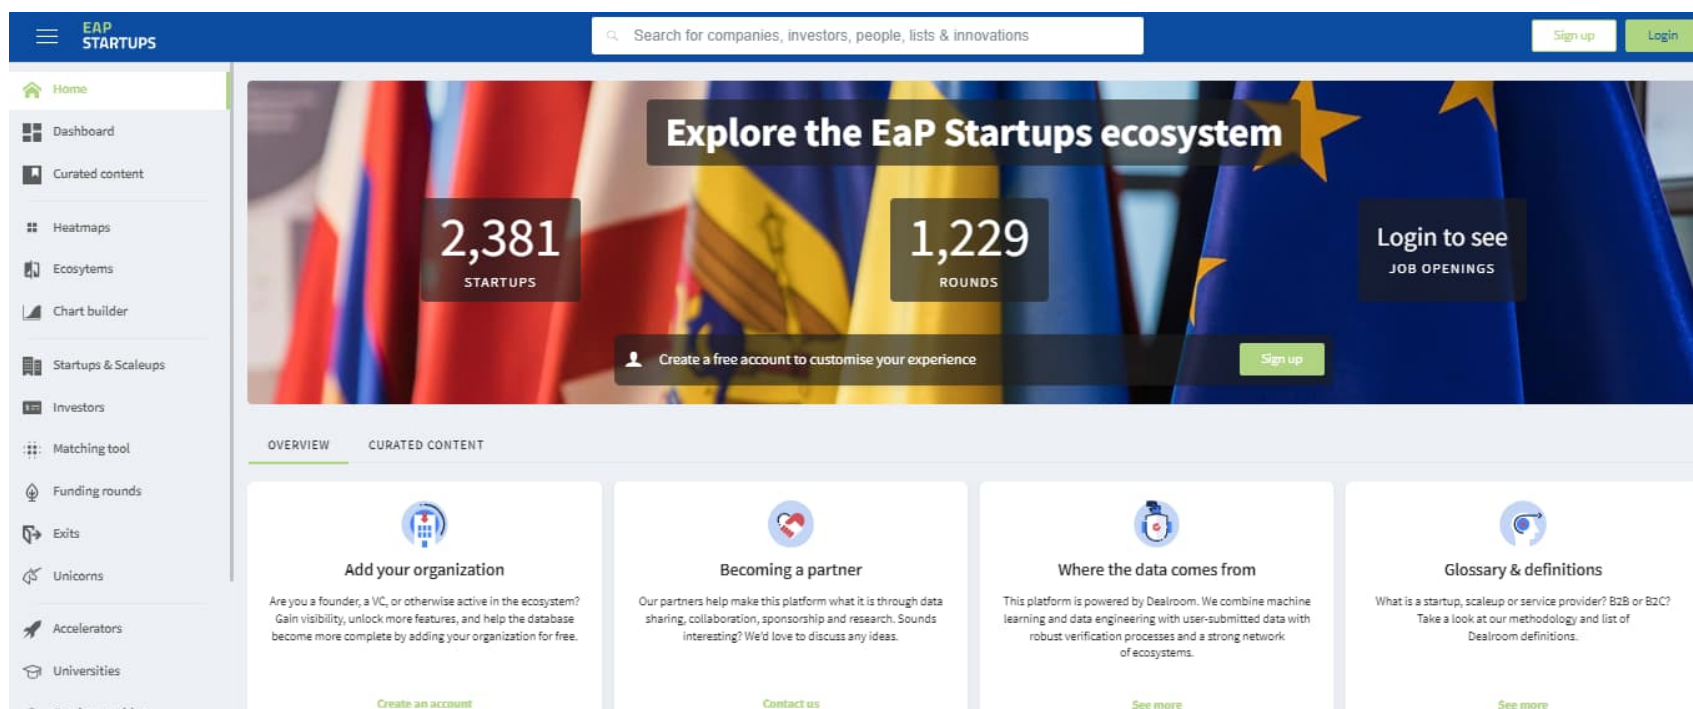 EAP
STARTUPS
Search for companies, investors, people, lists & innovations
Sign up
Login
Home
Dashboard
Curated content
Heatmaps
Ecosytems
Chart builder
Startups & Scaleups
Investors
Matching tool
Funding rounds
Exits
Unicorns
Accelerators
Universities
Explore the EaP Startups ecosystem
2,381
STARTUPS
1,229
ROUNDS
Login to see
JOB OPENINGS
Create a free account to customise your experience
Sign up
OVERVIEW
CURATED CONTENT
Add your organization
Are you a founder, a VC, or otherwise active in the ecosystem?
Gain visibility, unlock more features, and help the database
become more complete by adding your organization for free.
Create an account
Becoming a partner
Our partners help make this platform what it is through data
sharing, collaboration, sponsorship and research. Sounds
interesting? We'd love to discuss any ideas.
Contact us
Where the data comes from
This platform is powered by Dealroom. We combine machine
learning and data engineering with user-submitted data with
robust verification processes and a strong network
of ecosystems.
See more
Glossary & definitions
What is a startup, scaleup or service provider? B2B or B2C?
Take a look at our methodology and list of
Dealroom definitions.
See more